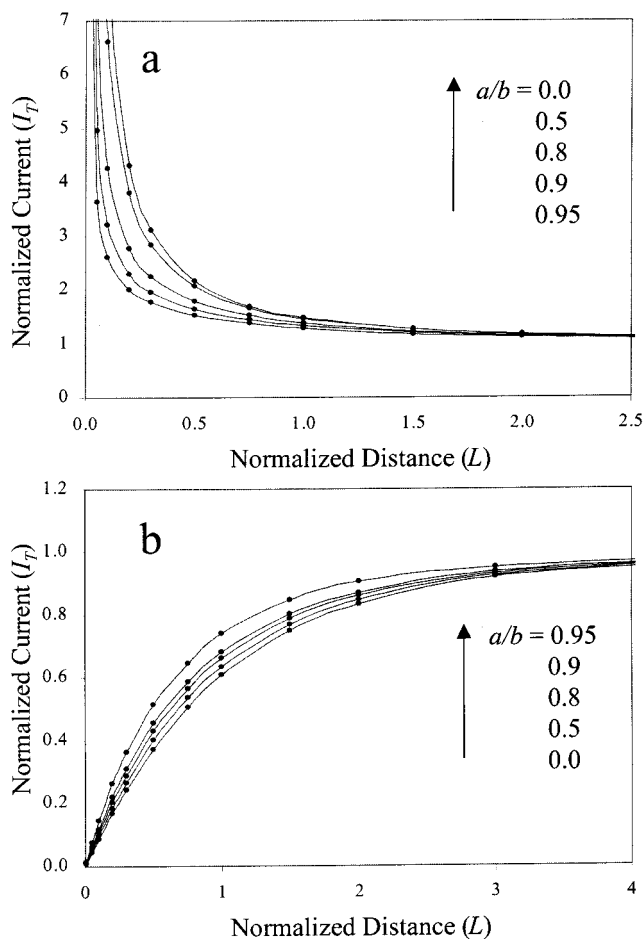 a
7
6
5
4
3
2
1
0
Normalized Current (I_T)
a/b = 0.0
0.5
0.8
0.9
0.95
0.0 0.5 1.0 1.5 2.0 2.5
Normalized Distance (L)
b
1.2
1.0
0.8
0.6
0.4
0.2
0.0
Normalized Current (I_T)
a/b = 0.95
0.9
0.8
0.5
0.0
0 1 2 3 4
Normalized Distance (L)